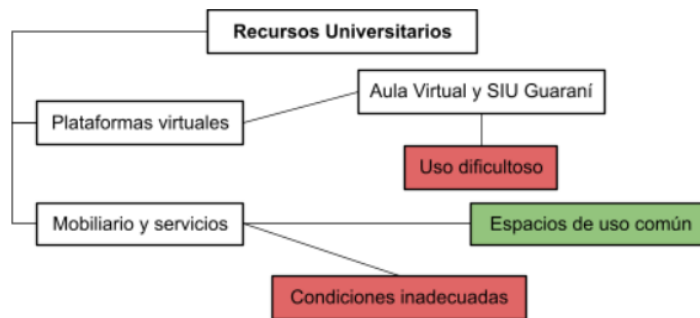 Recursos Universitarios
Aula Virtual y SIU Guaraní
Plataformas virtuales
Uso dificultoso
Mobiliario y servicios
Espacios de uso común
Condiciones inadecuadas